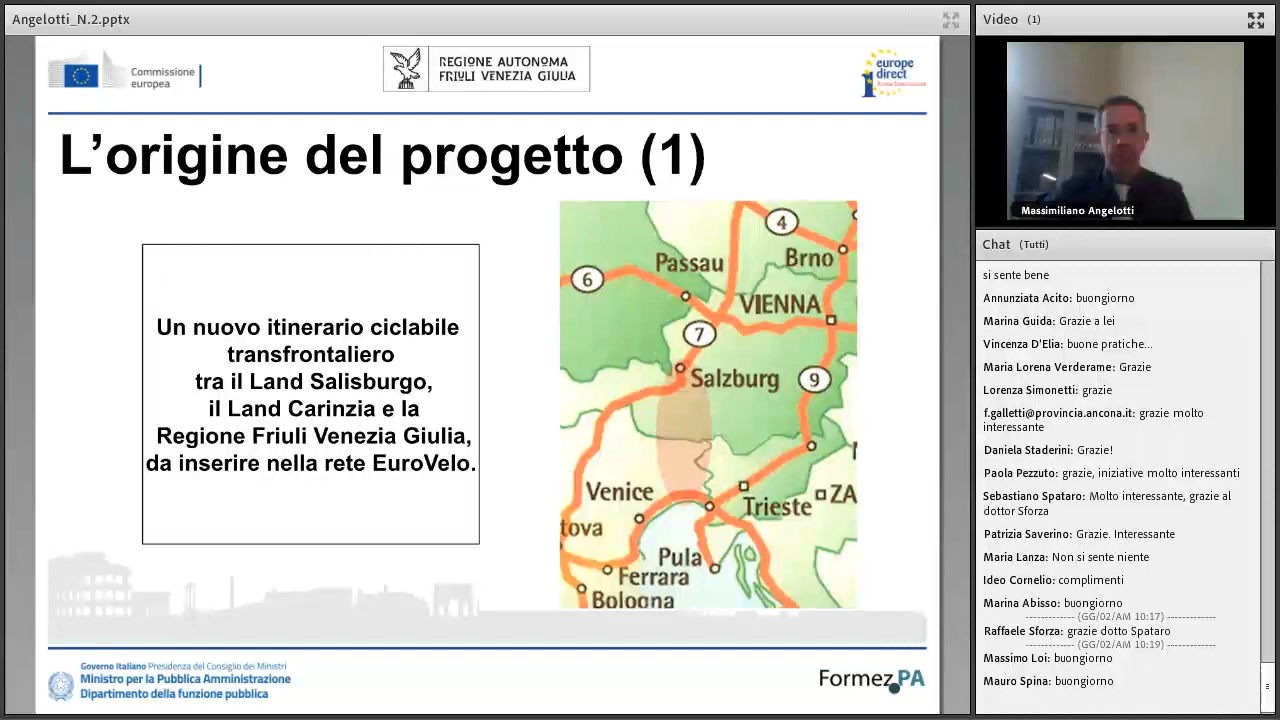 Angelotti_N.2.pptx
Commissione
europea
REGIONE AUTONOMA
FRIULI VENEZIA GIULIA
europe
direct
L'origine del progetto (1)
Un nuovo itinerario ciclabile
transfrontaliero
tra il Land Salisburgo,
il Land Carinzia e la
Regione Friuli Venezia Giulia,
da inserire nella rete EuroVelo.
4
Brno
Passau
6
VIENNA
7
Salzburg
9
Venice
Trieste
ZA
tova
Pula
Ferrara
Bologna
Governo Italiano Presidenza del Consiglio dei Ministri
Ministro per la Pubblica Amministrazione
Dipartimento della funzione pubblica
Formez PA
Video (1)
Massimiliano Angelotti
Chat (Tutti)
si sente bene
Annunziata Acito: buongiorno
Marina Guida: Grazie a lei
Vincenza D'Elia: buone pratiche...
Maria Lorena Verderame: Grazie
Lorenza Simonetti: grazie
f.galletti@provincia.ancona.it: grazie molto
interessante
Daniela Staderini: Grazie!
Paola Pezzuto: grazie, iniziative molto interessanti
Sebastiano Spataro: Molto interessante, grazie al
dottor Sforza
Patrizia Saverino: Grazie. Interessante
Maria Lanza: Non si sente niente
Ideo Cornelio: complimenti
Marina Abisso: buongiorno
------------ (GG/02/AM 10:17) -------------
Raffaele Sforza: grazie dotto Spataro
------------ (GG/02/AM 10:19) -------------
Massimo Loi: buongiorno
Mauro Spina: buongiorno